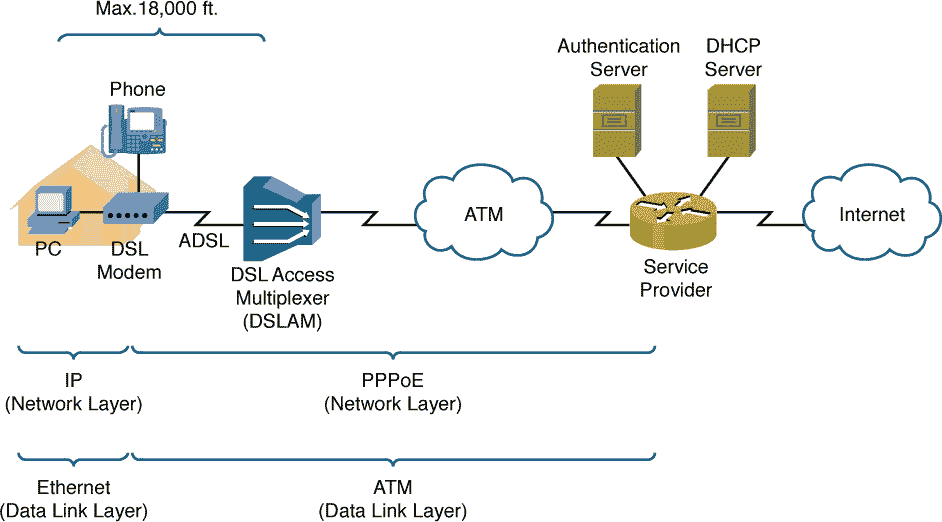 Max.18,000 ft.
Authentication
Server
DHCP
Server
Phone
PC
DSL
Modem
ADSL
DSL Access
Multiplexer
(DSLAM)
ATM
Service
Provider
Internet
IP
(Network Layer)
PPPoE
(Network Layer)
Ethernet
(Data Link Layer)
ATM
(Data Link Layer)